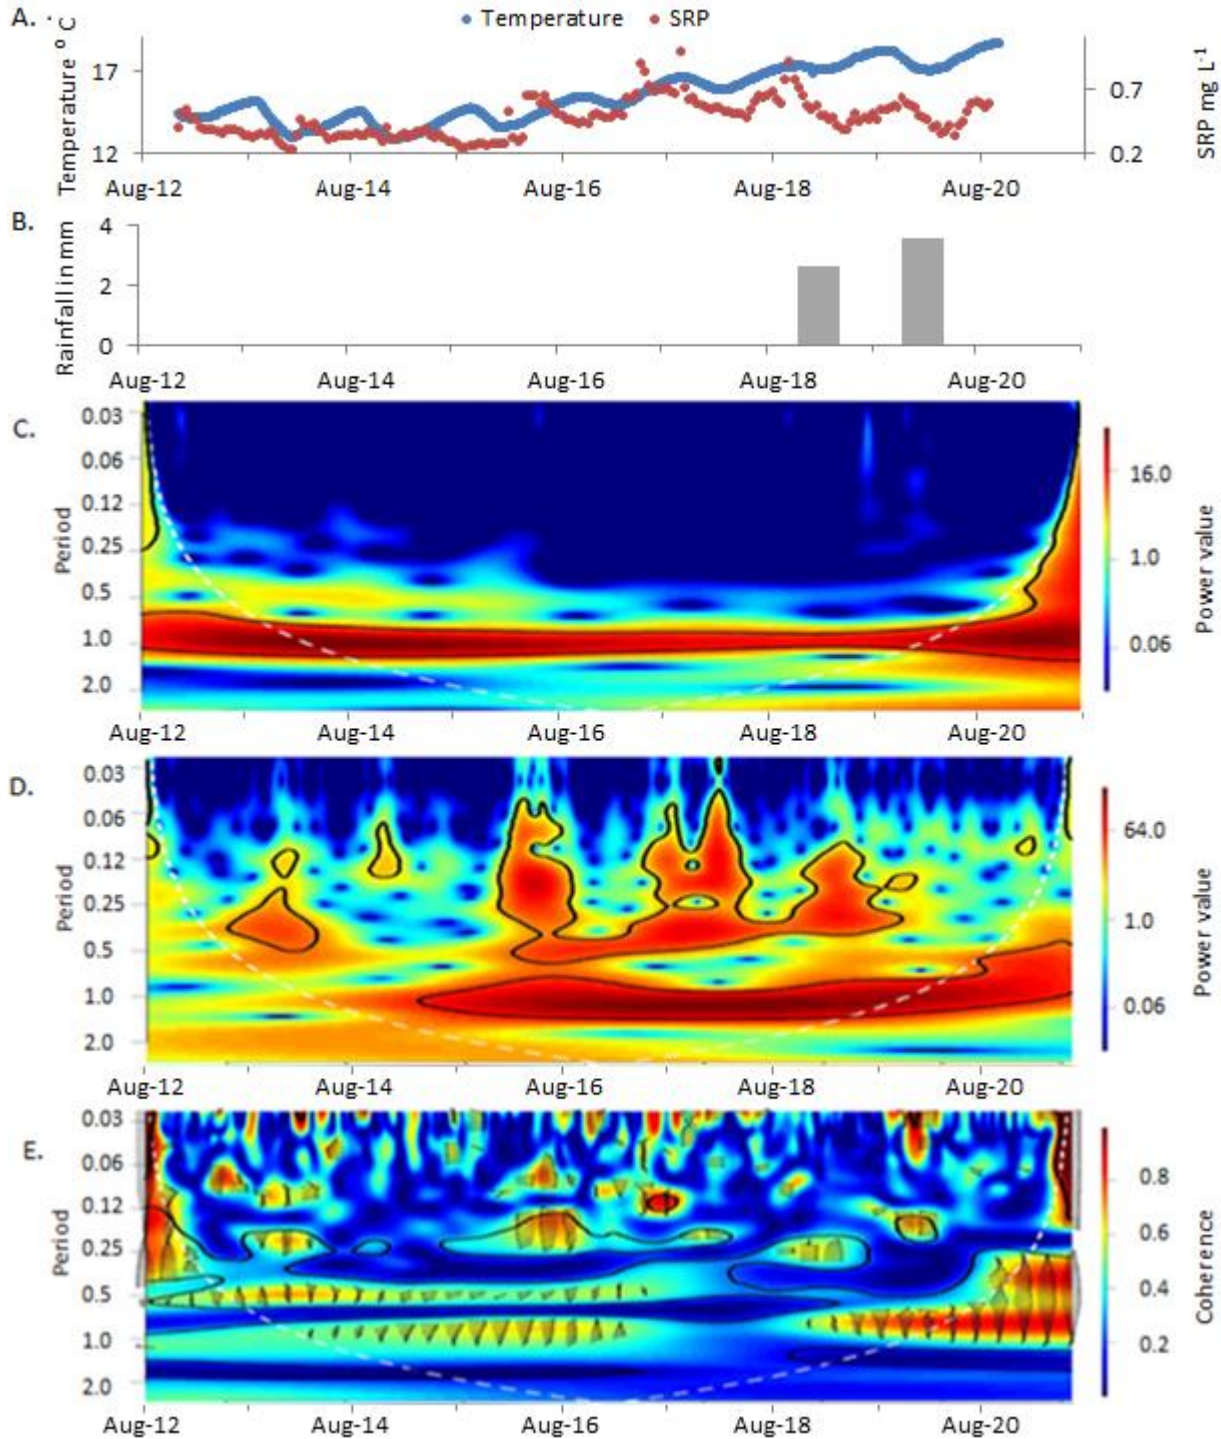 A.
Temperature SRP
Temperature º C
17
12
0.7
0.2
SRP mg L-1
Aug-12 Aug-14 Aug-16 Aug-18 Aug-20
B.
Rainfall in mm
4
2
0
Aug-12 Aug-14 Aug-16 Aug-18 Aug-20
C.
Period
0.03
0.06
0.12
0.25
0.5
1.0
2.0
16.0
1.0
0.06
Power value
Aug-12 Aug-14 Aug-16 Aug-18 Aug-20
D.
Period
0.03
0.06
0.12
0.25
0.5
1.0
2.0
64.0
1.0
0.06
Power value
Aug-12 Aug-14 Aug-16 Aug-18 Aug-20
E.
Period
0.03
0.06
0.12
0.25
0.5
1.0
2.0
0.8
0.6
0.4
0.2
Coherence
Aug-12 Aug-14 Aug-16 Aug-18 Aug-20